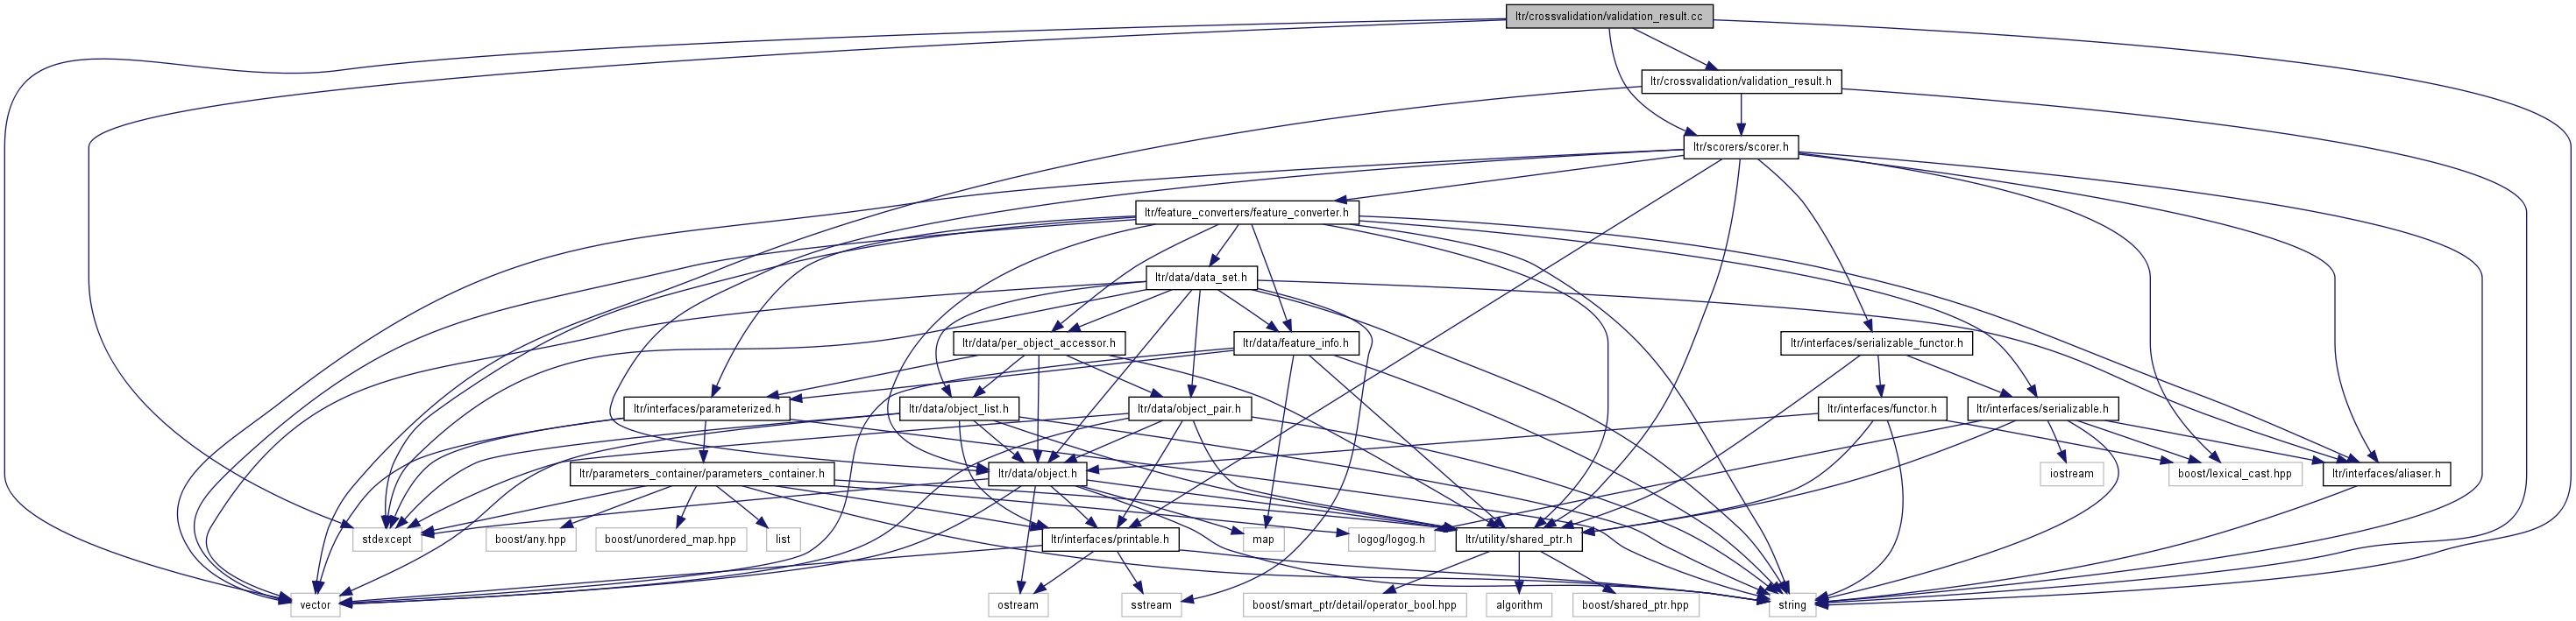 ltr/crossvalidation/validation_result.cc
ltr/crossvalidation/validation_result.h
ltr/scorers/scorer.h
ltr/feature_converters/feature_converter.h
ltr/data/data_set.h
ltr/data/per_object_accessor.h
ltr/data/feature_info.h
ltr/interfaces/serializable_functor.h
ltr/interfaces/parameterized.h
ltr/data/object_list.h
ltr/data/object_pair.h
ltr/interfaces/functor.h
ltr/interfaces/serializable.h
ltr/parameters_container/parameters_container.h
ltr/data/object.h
iostream
boost/lexical_cast.hpp
ltr/interfaces/aliaser.h
stdexcept
boost/any.hpp
boost/unordered_map.hpp
list
ltr/interfaces/printable.h
map
logog/logog.h
ltr/utility/shared_ptr.h
vector
ostream
sstream
boost/smart_ptr/detail/operator_bool.hpp
algorithm
boost/shared_ptr.hpp
string